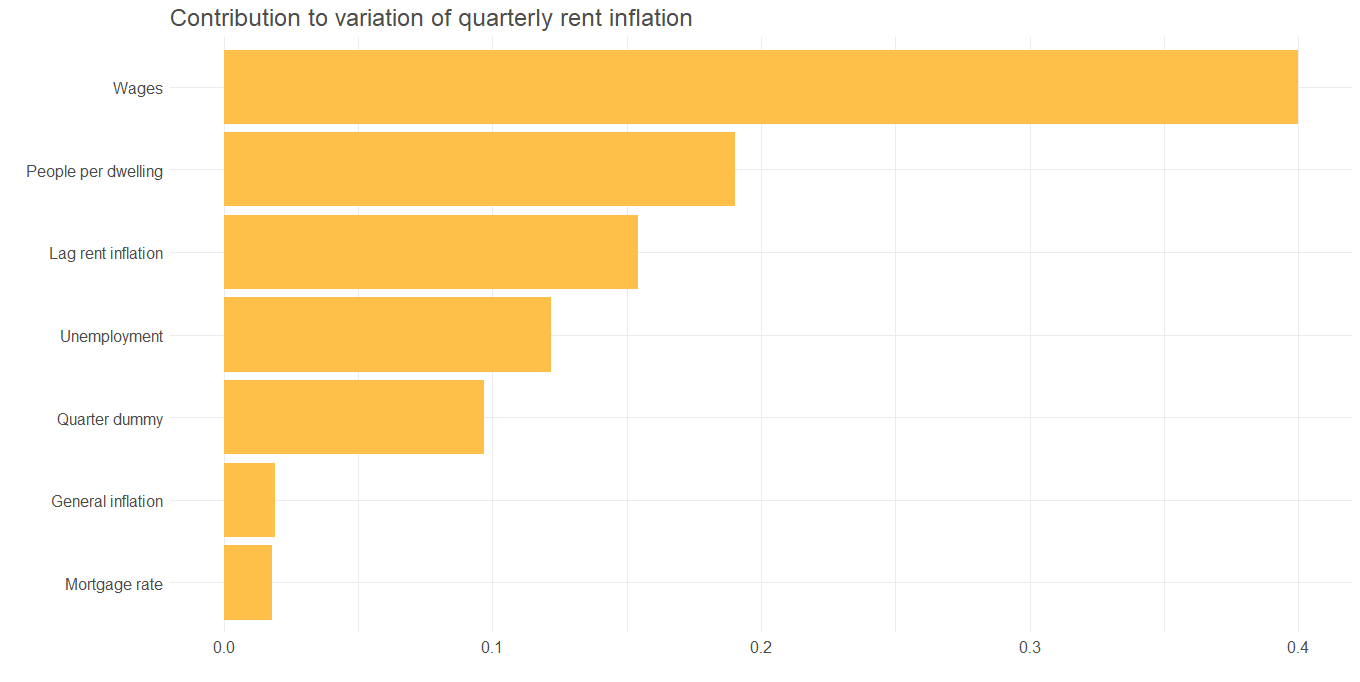 Contribution to variation of quarterly rent inflation
Wages
People per dwelling
Lag rent inflation
Unemployment
Quarter dummy
General inflation
Mortgage rate
0.0 0.1 0.2 0.3 0.4